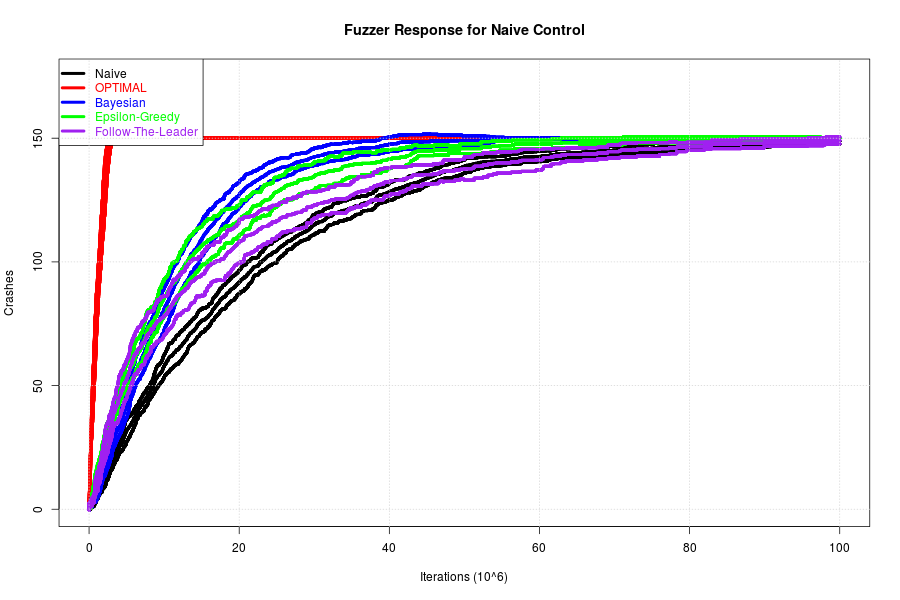 Fuzzer Response for Naive Control
Naive
OPTIMAL
Bayesian
Epsilon-Greedy
Follow-The-Leader
Crashes
150
100
50
0
0 20 40 60 80 100
Iterations (10^6)